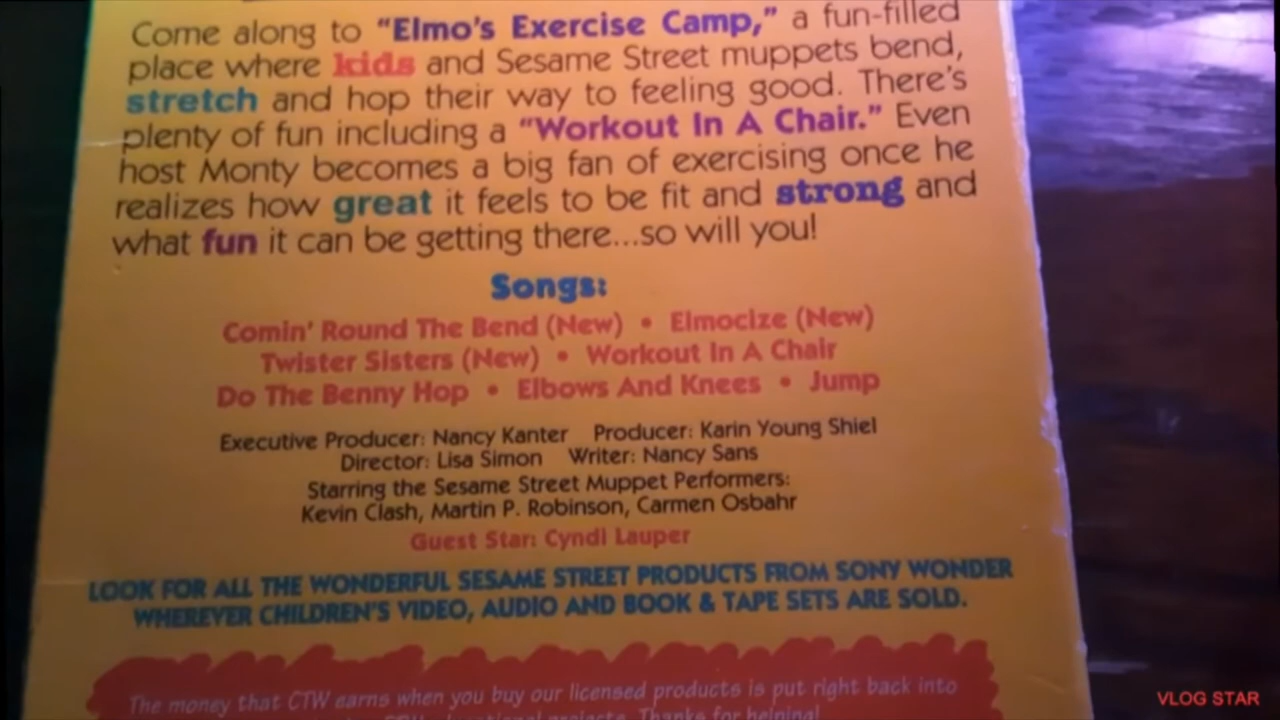 Come along to “Elmo’s Exercise Camp,” a fun-filled
place where kids and Sesame Street muppets bend,
stretch and hop their way to feeling good. There’s
plenty of fun including a “Workout In A Chair.” Even
host Monty becomes a big fan of exercising once he
realizes how great it feels to be fit and strong and
what fun it can be getting there...so will you!
Songs:
Comin’ Round The Bend (New) • Elmocize (New)
Twister Sisters (New) • Workout In A Chair
Do The Benny Hop • Elbows And Knees • Jump
Executive Producer: Nancy Kanter Producer: Karin Young Shiel
Director: Lisa Simon Writer: Nancy Sans
Starring the Sesame Street Muppet Performers:
Kevin Clash, Martin P. Robinson, Carmen Osbahr
Guest Star: Cyndi Lauper
LOOK FOR ALL THE WONDERFUL SESAME STREET PRODUCTS FROM SONY WONDER
WHEREVER CHILDREN’S VIDEO, AUDIO AND BOOK & TAPE SETS ARE SOLD.
The money that CTW earns when you buy our licensed products is put right back into
CTW educational projects. Thanks for helping!
VLOG STAR